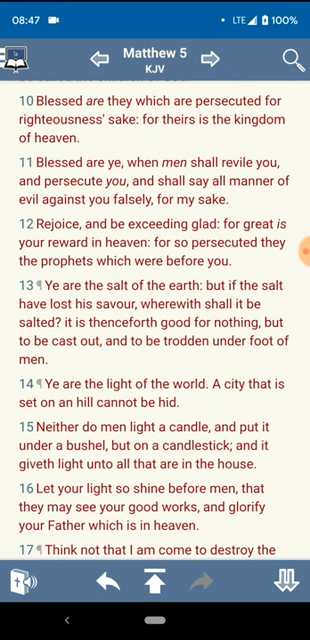 08:47 LTE 100%
Matthew 5
KJV
10 Blessed are they which are persecuted for
righteousness' sake: for theirs is the kingdom
of heaven.
11 Blessed are ye, when men shall revile you,
and persecute you, and shall say all manner of
evil against you falsely, for my sake.
12 Rejoice, and be exceeding glad: for great is
your reward in heaven: for so persecuted they
the prophets which were before you.
13 ¶ Ye are the salt of the earth: but if the salt
have lost his savour, wherewith shall it be
salted? it is thenceforth good for nothing, but
to be cast out, and to be trodden under foot of
men.
14 ¶ Ye are the light of the world. A city that is
set on an hill cannot be hid.
15 Neither do men light a candle, and put it
under a bushel, but on a candlestick; and it
giveth light unto all that are in the house.
16 Let your light so shine before men, that
they may see your good works, and glorify
your Father which is in heaven.
17 ¶ Think not that I am come to destroy the